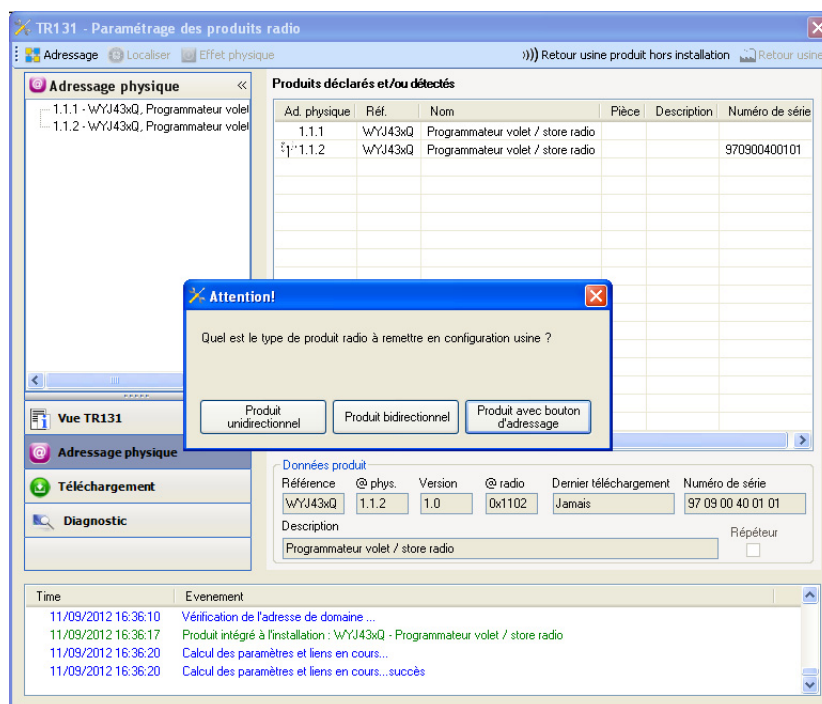 TR131 - Paramétrage des produits radio
Adressage Localiser Effet physique Retour usine produit hors installation Retour usine
Adressage physique «
1.1.1 - WYJ43xQ, Programmateur volet
1.1.2 - WYJ43xQ, Programmateur volet
Produits déclarés et/ou détectés
Ad. physique Réf. Nom Pièce Description Numéro de série
1.1.1 WYJ43xQ Programmateur volet / store radio
1.1.2 WYJ43xQ Programmateur volet / store radio 970900400101
Attention!
Quel est le type de produit radio à remettre en configuration usine ?
Produit unidirectionnel
Produit bidirectionnel
Produit avec bouton d'adressage
Vue TR131
Adressage physique
Téléchargement
Diagnostic
Données produit
Référence @ phys. Version @ radio Dernier téléchargement Numéro de série
WYJ43xQ 1.1.2 1.0 0x1102 Jamais 97 09 00 40 01 01
Description
Programmateur volet / store radio
Répéteur
Time Evenement
11/09/2012 16:36:10 Vérification de l'adresse de domaine ...
11/09/2012 16:36:17 Produit intégré à l'installation : WYJ43xQ - Programmateur volet / store radio
11/09/2012 16:36:20 Calcul des paramètres et liens en cours...
11/09/2012 16:36:20 Calcul des paramètres et liens en cours...succès